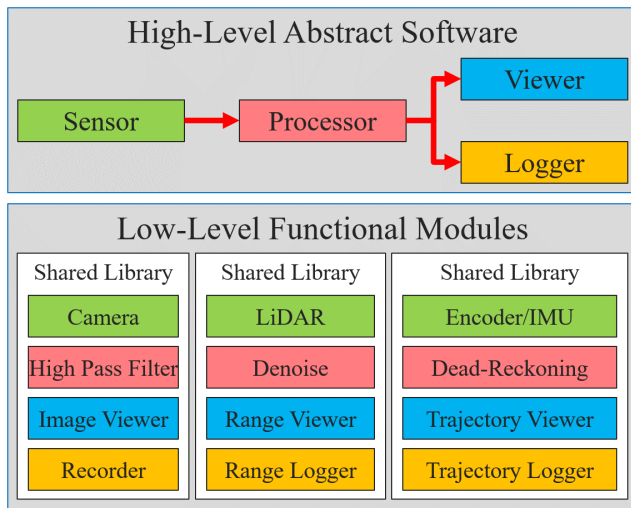 High-Level Abstract Software
Sensor
Processor
Viewer
Logger
Low-Level Functional Modules
Shared Library
Camera
High Pass Filter
Image Viewer
Recorder
Shared Library
LiDAR
Denoise
Range Viewer
Range Logger
Shared Library
Encoder/IMU
Dead-Reckoning
Trajectory Viewer
Trajectory Logger